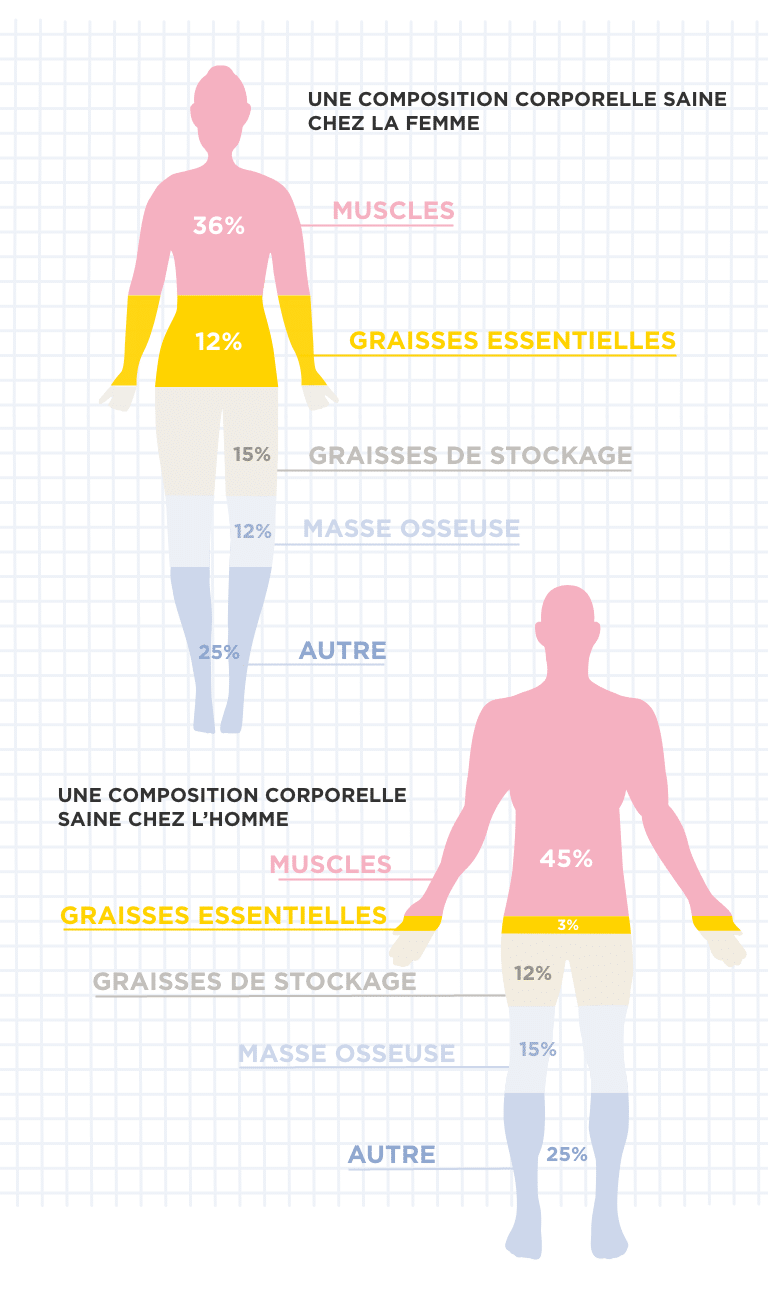 UNE COMPOSITION CORPORELLE SAINE
CHEZ LA FEMME
MUSCLES
36%
GRAISSES ESSENTIELLES
12%
15%
GRAISSES DE STOCKAGE
12%
MASSE OSSEUSE
25%
AUTRE
UNE COMPOSITION CORPORELLE
SAINE CHEZ L’HOMME
MUSCLES
45%
GRAISSES ESSENTIELLES
3%
GRAISSES DE STOCKAGE
12%
MASSE OSSEUSE
15%
AUTRE
25%